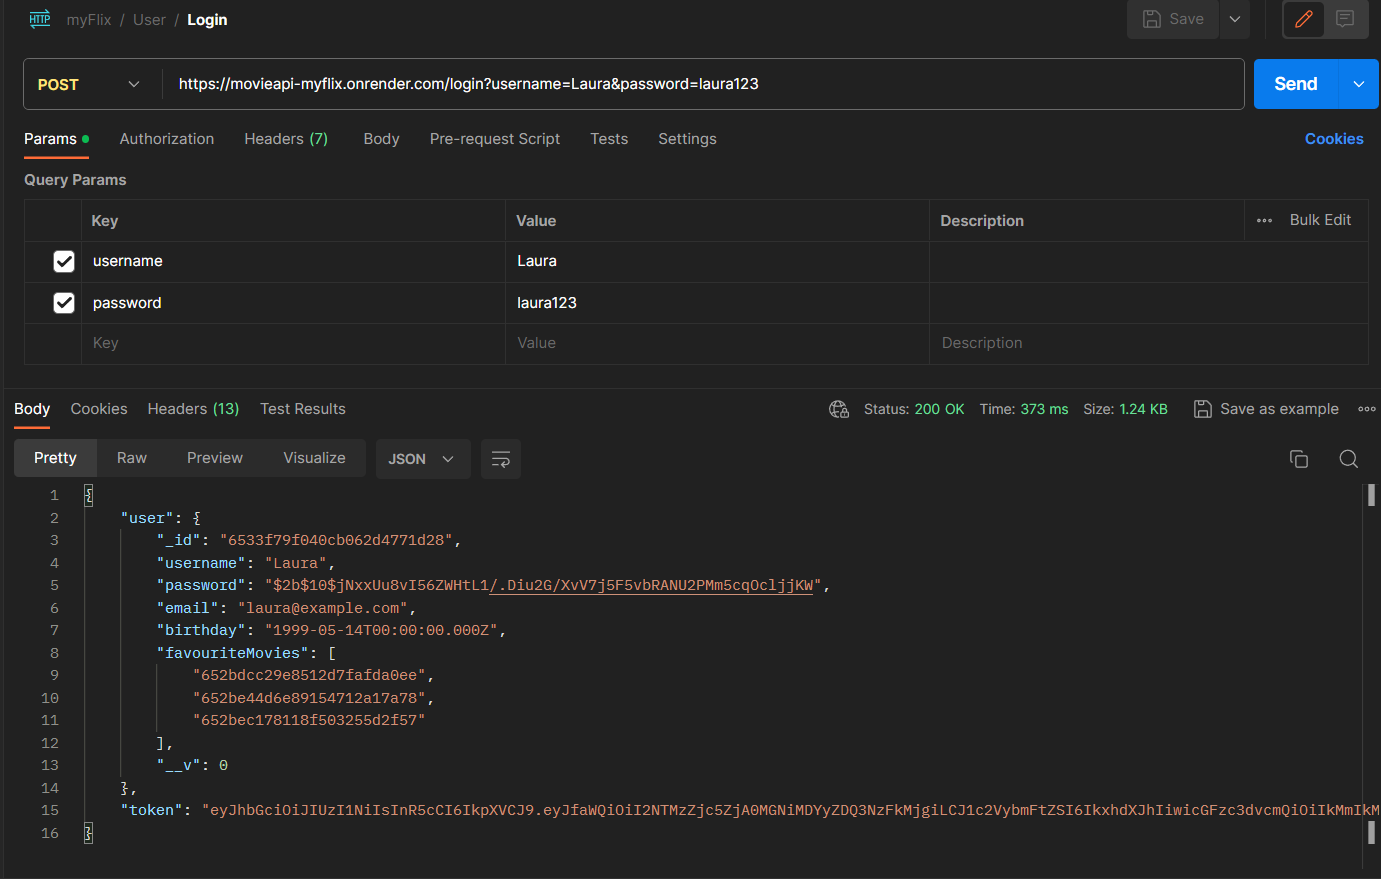 HTTP myFlix / User / Login Save
POST https://movieapi-myflix.onrender.com/login?username=Laura&password=laura123 Send
Params Authorization Headers (7) Body Pre-request Script Tests Settings Cookies
Query Params
Key Value Description Bulk Edit
username Laura
password laura123
Key Value Description
Body Cookies Headers (13) Test Results Status: 200 OK Time: 373 ms Size: 1.24 KB Save as example
Pretty Raw Preview Visualize JSON
1 {
2 "user": {
3 "_id": "6533f79f040cb062d4771d28",
4 "username": "Laura",
5 "password": "$2b$10$jNxxUu8vI56ZWHtL1/.Diu2G/XvV7j5F5vbRANU2PMm5cqOcljjKW",
6 "email": "laura@example.com",
7 "birthday": "1999-05-14T00:00:00.000Z",
8 "favouriteMovies": [
9 "652bdcc29e8512d7fafda0ee",
10 "652be44d6e89154712a17a78",
11 "652bec178118f503255d2f57"
12 ],
13 "__v": 0
14 },
15 "token": "eyJhbGciOiJIUzI1NiIsInR5cCI6IkpXVCJ9.eyJfaWQiOiI2NTMzZjc5ZjA0MGNiMDYyZDQ3NzFkMjgiLCJ1c2VybmFtZSI6IkxhdXJhIiwicGFzc3dvcmQiOiIkMmIkM
16 }